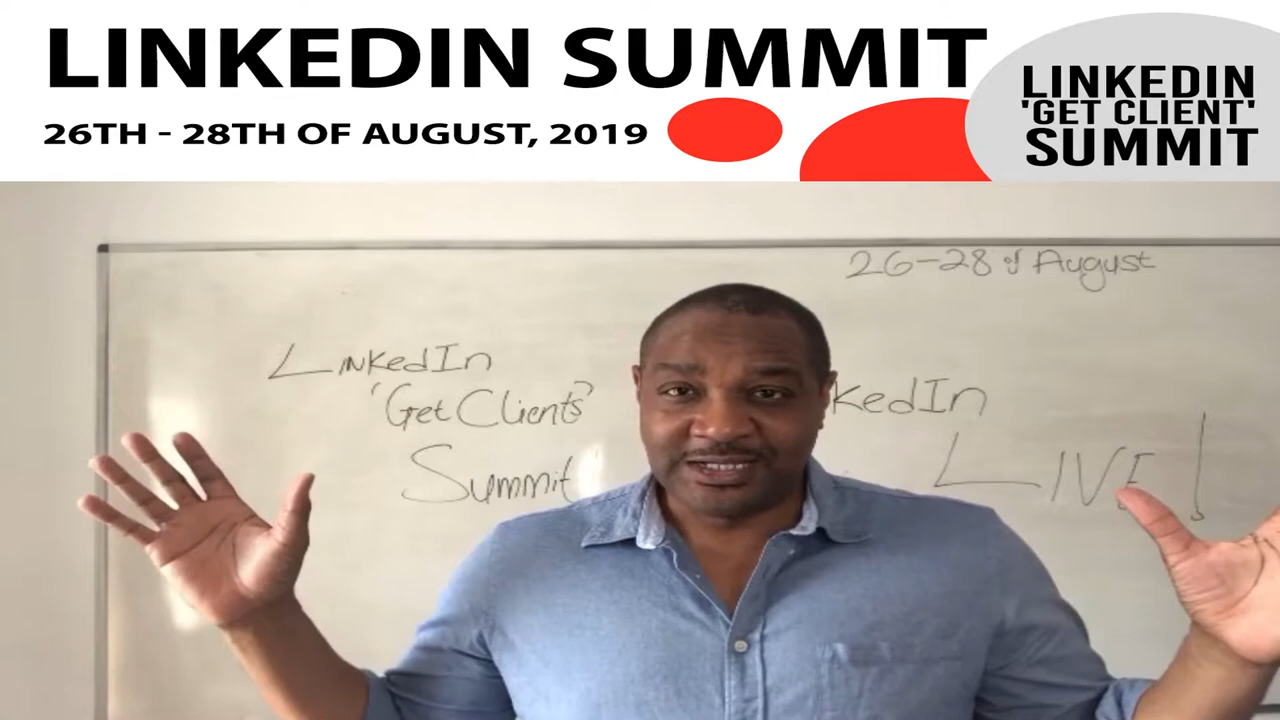 LINKEDIN SUMMIT
26TH - 28TH OF AUGUST, 2019
LINKEDIN
'GET CLIENT'
SUMMIT
26-28 of August
LinkedIn
'Get Clients'
Summit
kedIn
LIVE!